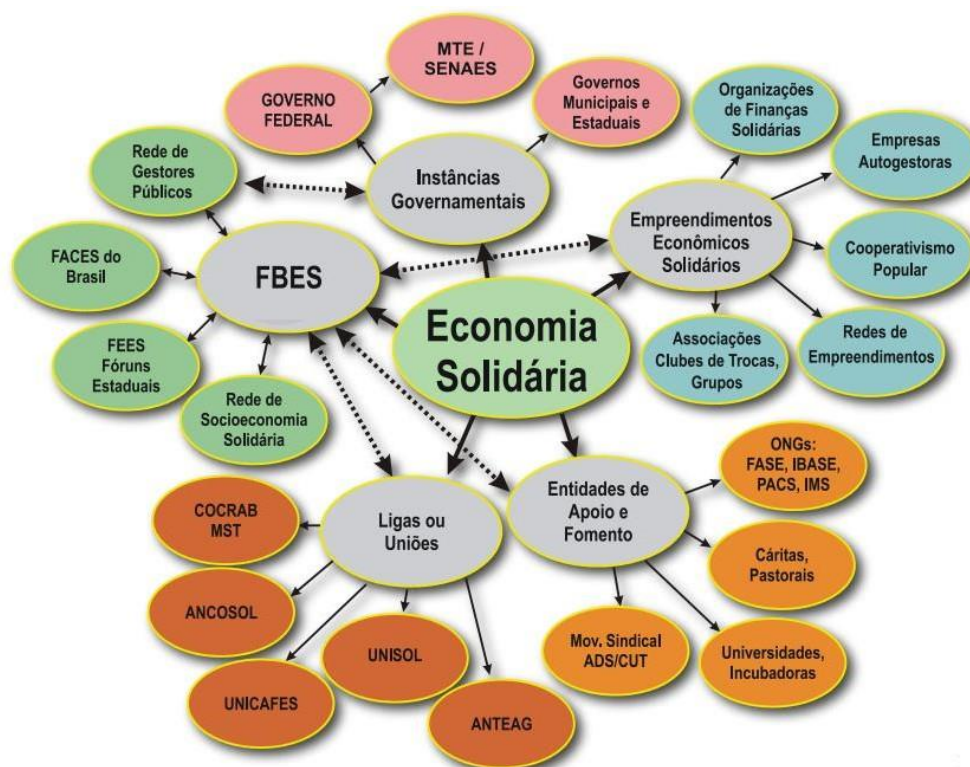 MTE /
SENAES
GOVERNO
FEDERAL
Governos
Municipais e
Estaduais
Organizações
de Finanças
Solidárias
Empresas
Autogestoras
Rede de
Gestores
Públicos
Instâncias
Governamentais
Empreendimentos
Econômicos
Solidários
Cooperativismo
Popular
FACES do
Brasil
FBES
Economia
Solidária
Associações
Clubes de Trocas,
Grupos
Redes de
Empreendimentos
FEES
Fóruns
Estaduais
Rede de
Socioeconomia
Solidária
ONGs:
FASE, IBASE,
PACS, IMS
COCRAB
MST
Ligas ou
Uniões
Entidades de
Apoio e
Fomento
Cáritas,
Pastorais
ANCOSOL
UNISOL
Mov. Sindical
ADS/CUT
Universidades,
Incubadoras
UNICAFES
ANTEAG